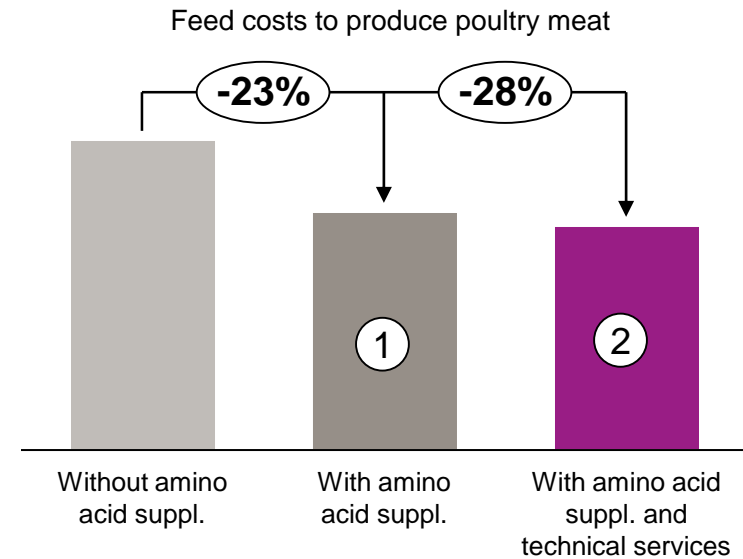 Feed costs to produce poultry meat
-23%
-28%
1
2
Without amino
acid suppl.
With amino
acid suppl.
With amino acid
suppl. and
technical services